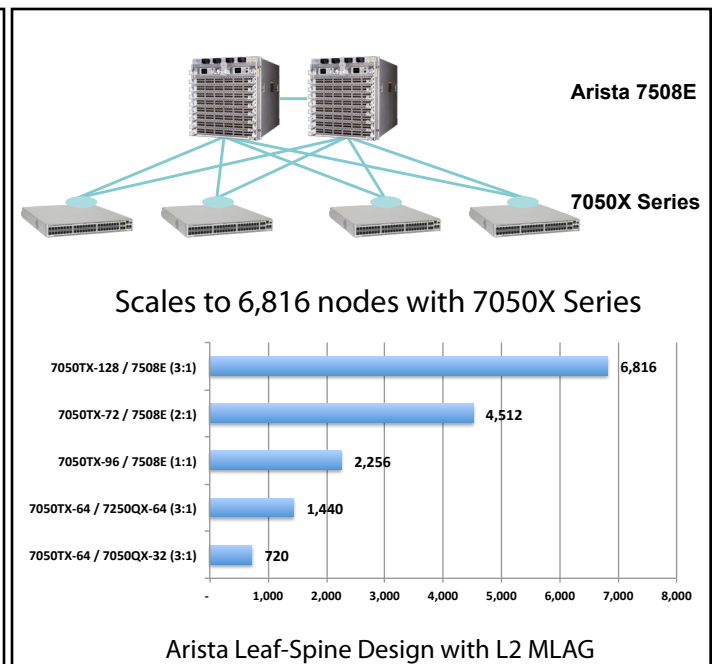 Arista 7508E
7050X Series
Scales to 6,816 nodes with 7050X Series
7050TX-128 / 7508E (3:1)
6,816
7050TX-72 / 7508E (2:1)
4,512
7050TX-96 / 7508E (1:1)
2,256
7050TX-64 / 7250QX-64 (3:1)
1,440
7050TX-64 / 7050QX-32 (3:1)
720
- 1,000 2,000 3,000 4,000 5,000 6,000 7,000 8,000
Arista Leaf-Spine Design with L2 MLAG